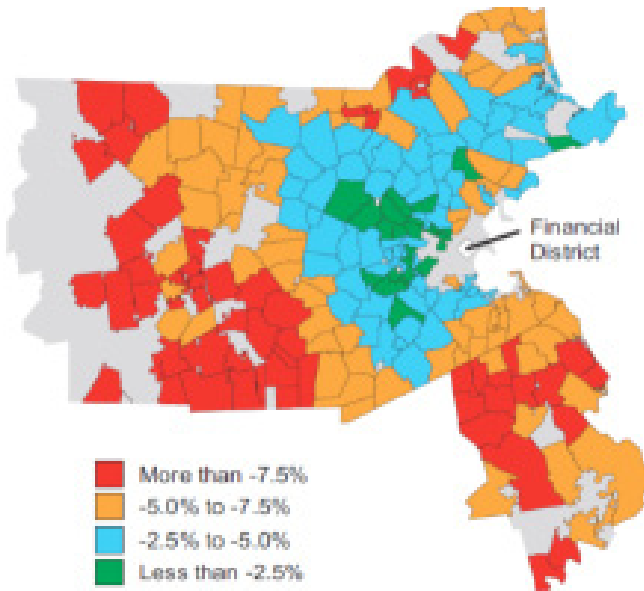 Financial
District
More than -7.5%
-5.0% to -7.5%
-2.5% to -5.0%
Less than -2.5%